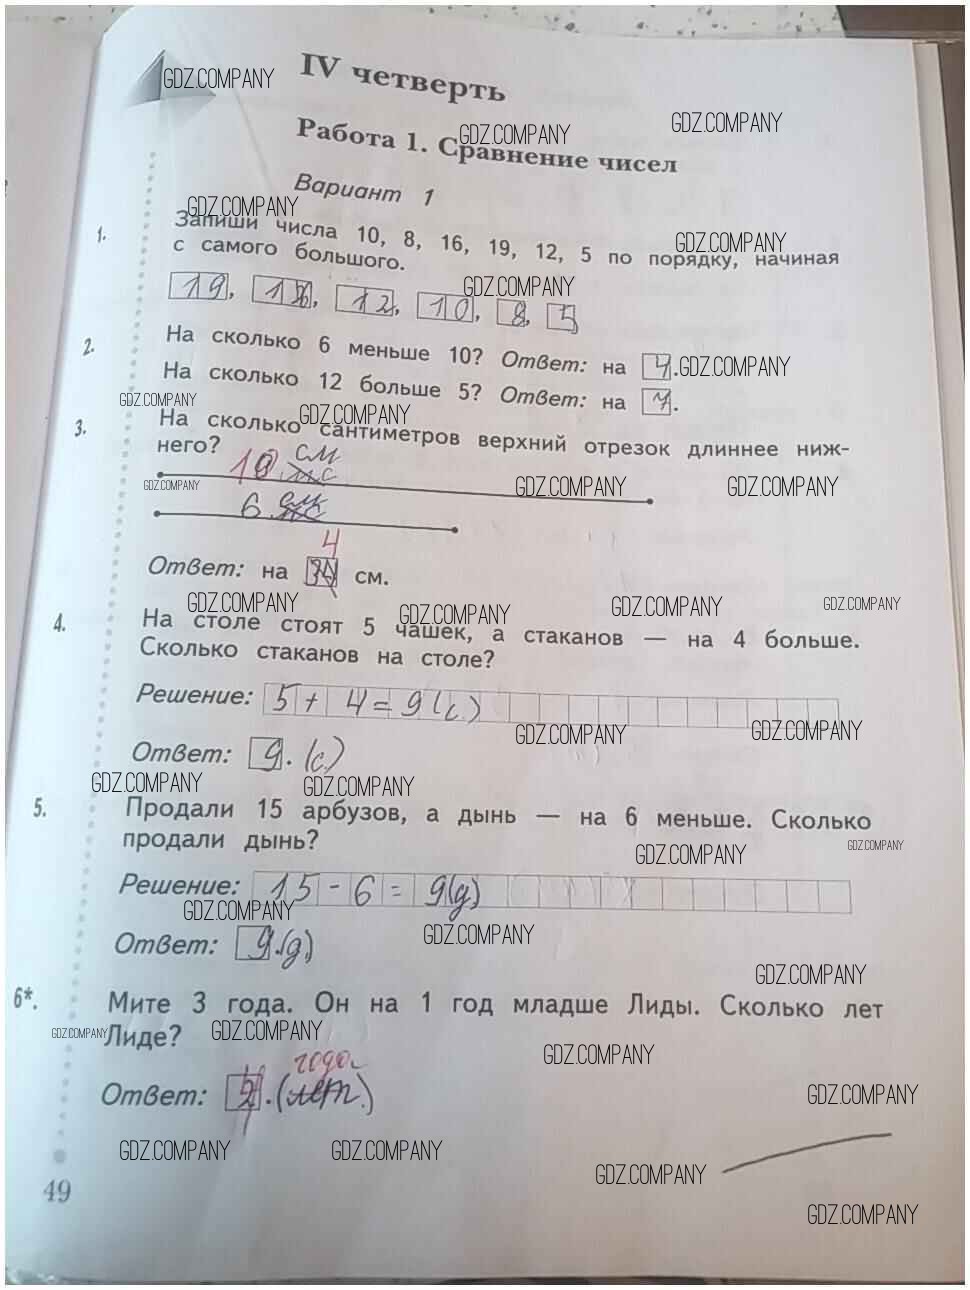 IV четверть
Работа 1. Сравнение чисел
Вариант 1
1. Запиши числа 10, 8, 16, 19, 12, 5 по порядку, начиная
с самого большого.
19, 16, 12, 10, 8, 5
2. На сколько 6 меньше 10? Ответ: на 4.
На сколько 12 больше 5? Ответ: на 7.
3. На сколько сантиметров верхний отрезок длиннее ниж-
него?
10 см
6 см
4
Ответ: на см.
4. На столе стоят 5 чашек, а стаканов — на 4 больше.
Сколько стаканов на столе?
Решение: 5 + 4 = 9 (с.)
Ответ: 9. (с.)
5. Продали 15 арбузов, а дынь — на 6 меньше. Сколько
продали дынь?
Решение: 15 - 6 = 9(д)
Ответ: 9.(д)
6*. Мите 3 года. Он на 1 год младше Лиды. Сколько лет
Лиде?
года
Ответ: 2. (лет.)
49
GDZ.COMPANY